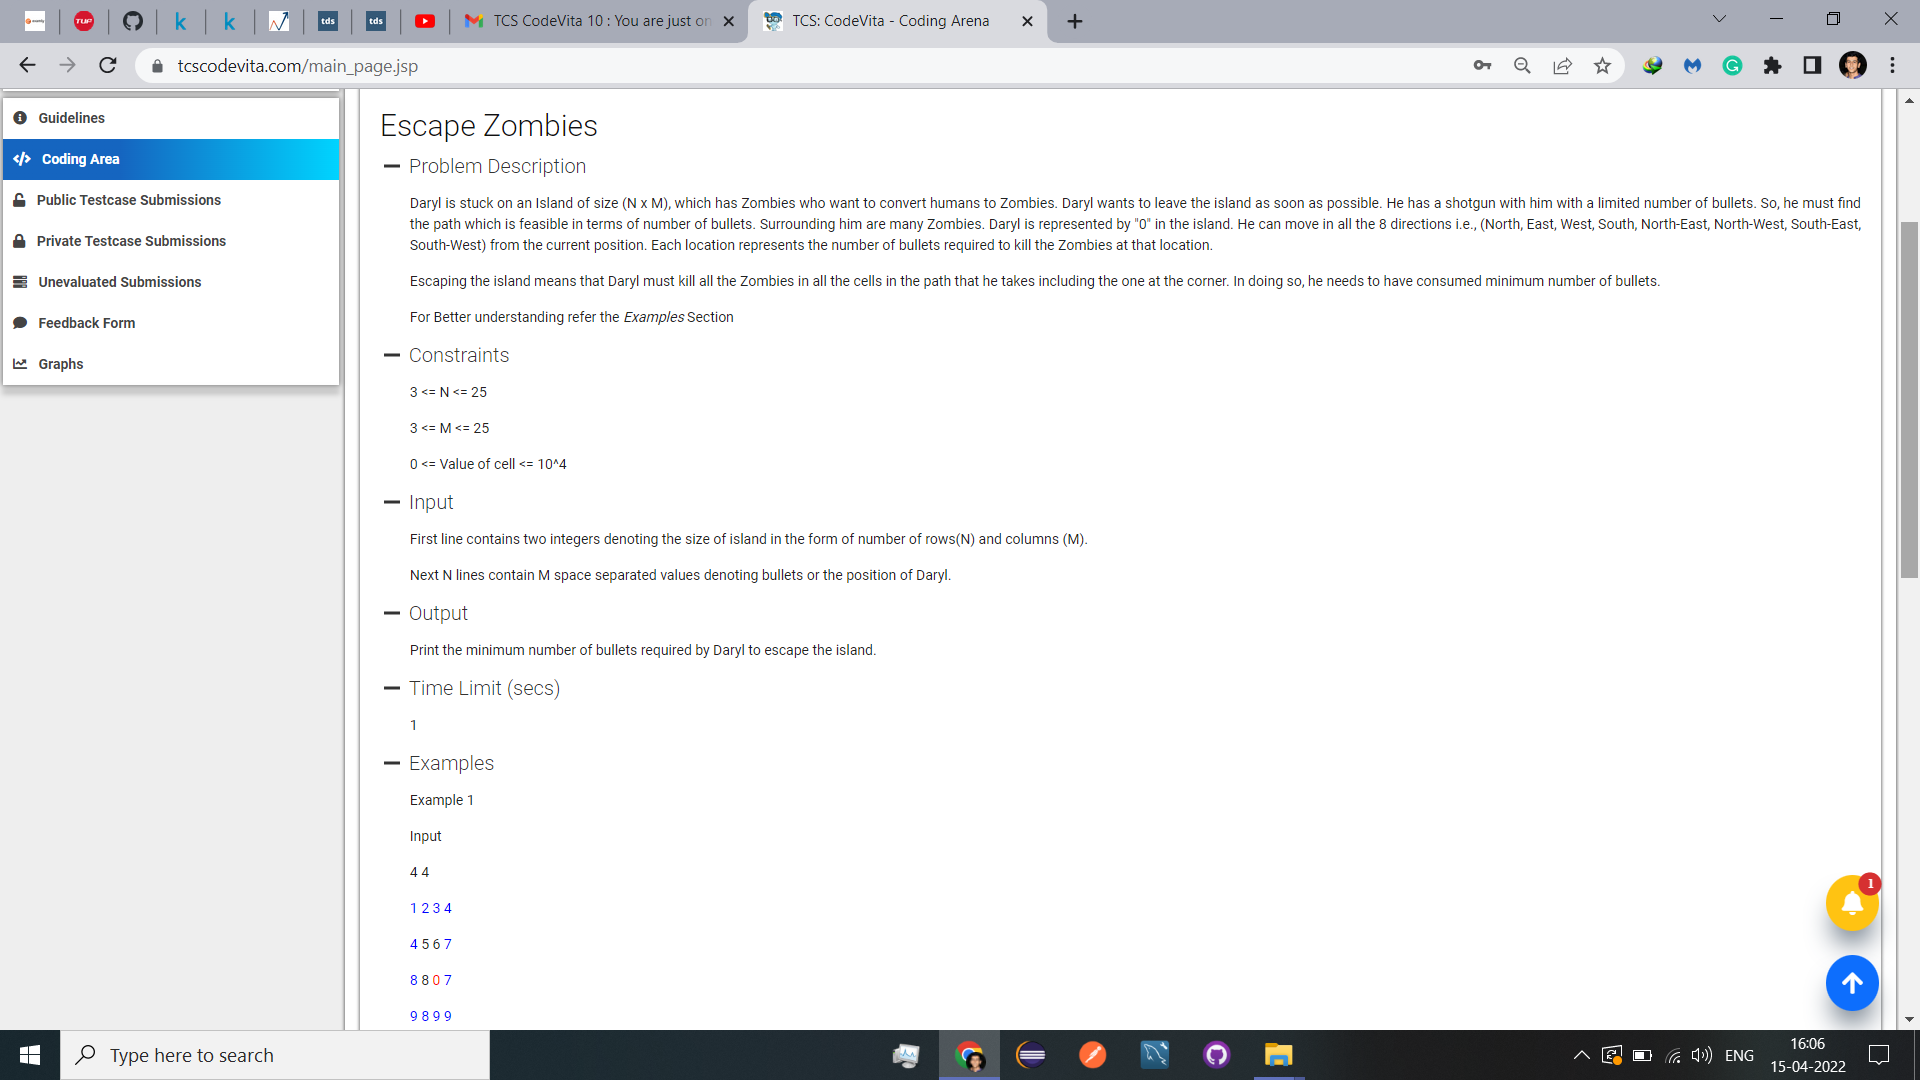 TUP
k
k
tds
tds
TCS CodeVita 10 : You are just on
TCS: CodeVita - Coding Arena
tcscodevita.com/main_page.jsp
Guidelines
Coding Area
Public Testcase Submissions
Private Testcase Submissions
Unevaluated Submissions
Feedback Form
Graphs
Escape Zombies
Problem Description
Daryl is stuck on an Island of size (N x M), which has Zombies who want to convert humans to Zombies. Daryl wants to leave the island as soon as possible. He has a shotgun with him with a limited number of bullets. So, he must find
the path which is feasible in terms of number of bullets. Surrounding him are many Zombies. Daryl is represented by "0" in the island. He can move in all the 8 directions i.e., (North, East, West, South, North-East, North-West, South-East,
South-West) from the current position. Each location represents the number of bullets required to kill the Zombies at that location.
Escaping the island means that Daryl must kill all the Zombies in all the cells in the path that he takes including the one at the corner. In doing so, he needs to have consumed minimum number of bullets.
For Better understanding refer the Examples Section
Constraints
3 <= N <= 25
3 <= M <= 25
0 <= Value of cell <= 10^4
Input
First line contains two integers denoting the size of island in the form of number of rows(N) and columns (M).
Next N lines contain M space separated values denoting bullets or the position of Daryl.
Output
Print the minimum number of bullets required by Daryl to escape the island.
Time Limit (secs)
1
Examples
Example 1
Input
4 4
1 2 3 4
4 5 6 7
8 8 0 7
9 8 9 9
1
Type here to search
ENG
16:06
15-04-2022